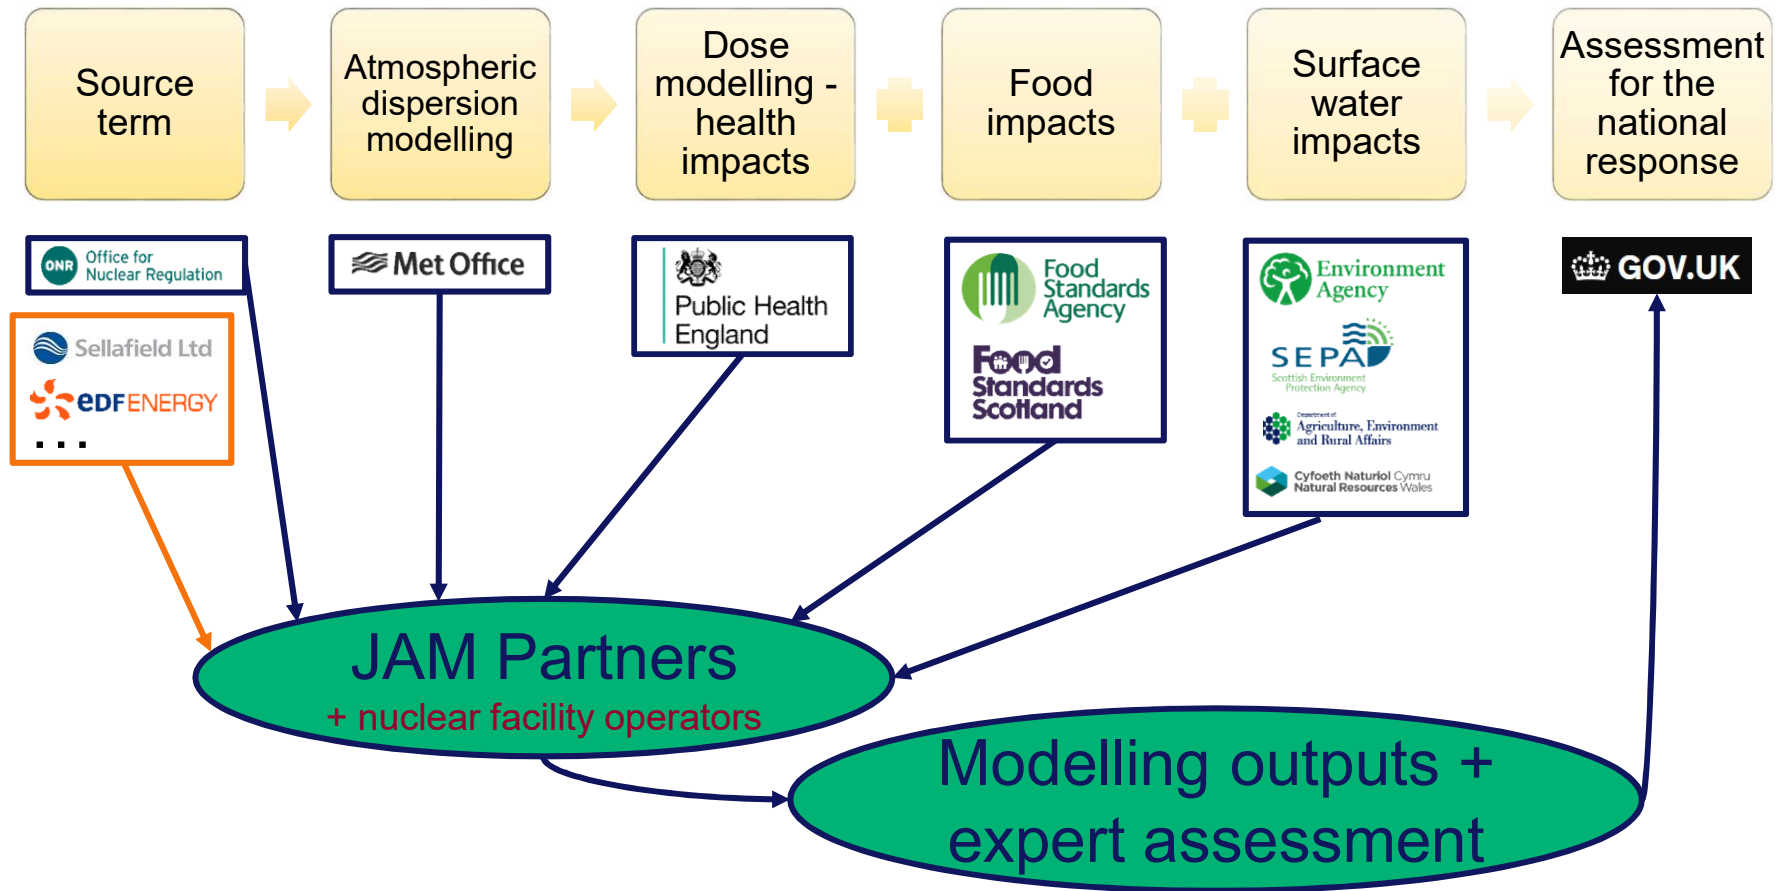 Source
term
Atmospheric
dispersion
modelling
Dose
modelling -
health
impacts
Food
impacts
Surface
water
impacts
Assessment
for the
national
response
ONR
Office for
Nuclear Regulation
Sellafield Ltd
eDF ENERGY
...
Met Office
Public Health
England
Food
Standards
Agency
Food
Standards
Scotland
Environment
Agency
SEPA
Scottish Environment
Protection Agency
Department of
Agriculture, Environment
and Rural Affairs
Cyfoeth Naturiol Cymru
Natural Resources Wales
GOV.UK
JAM Partners
+ nuclear facility operators
Modelling outputs +
expert assessment